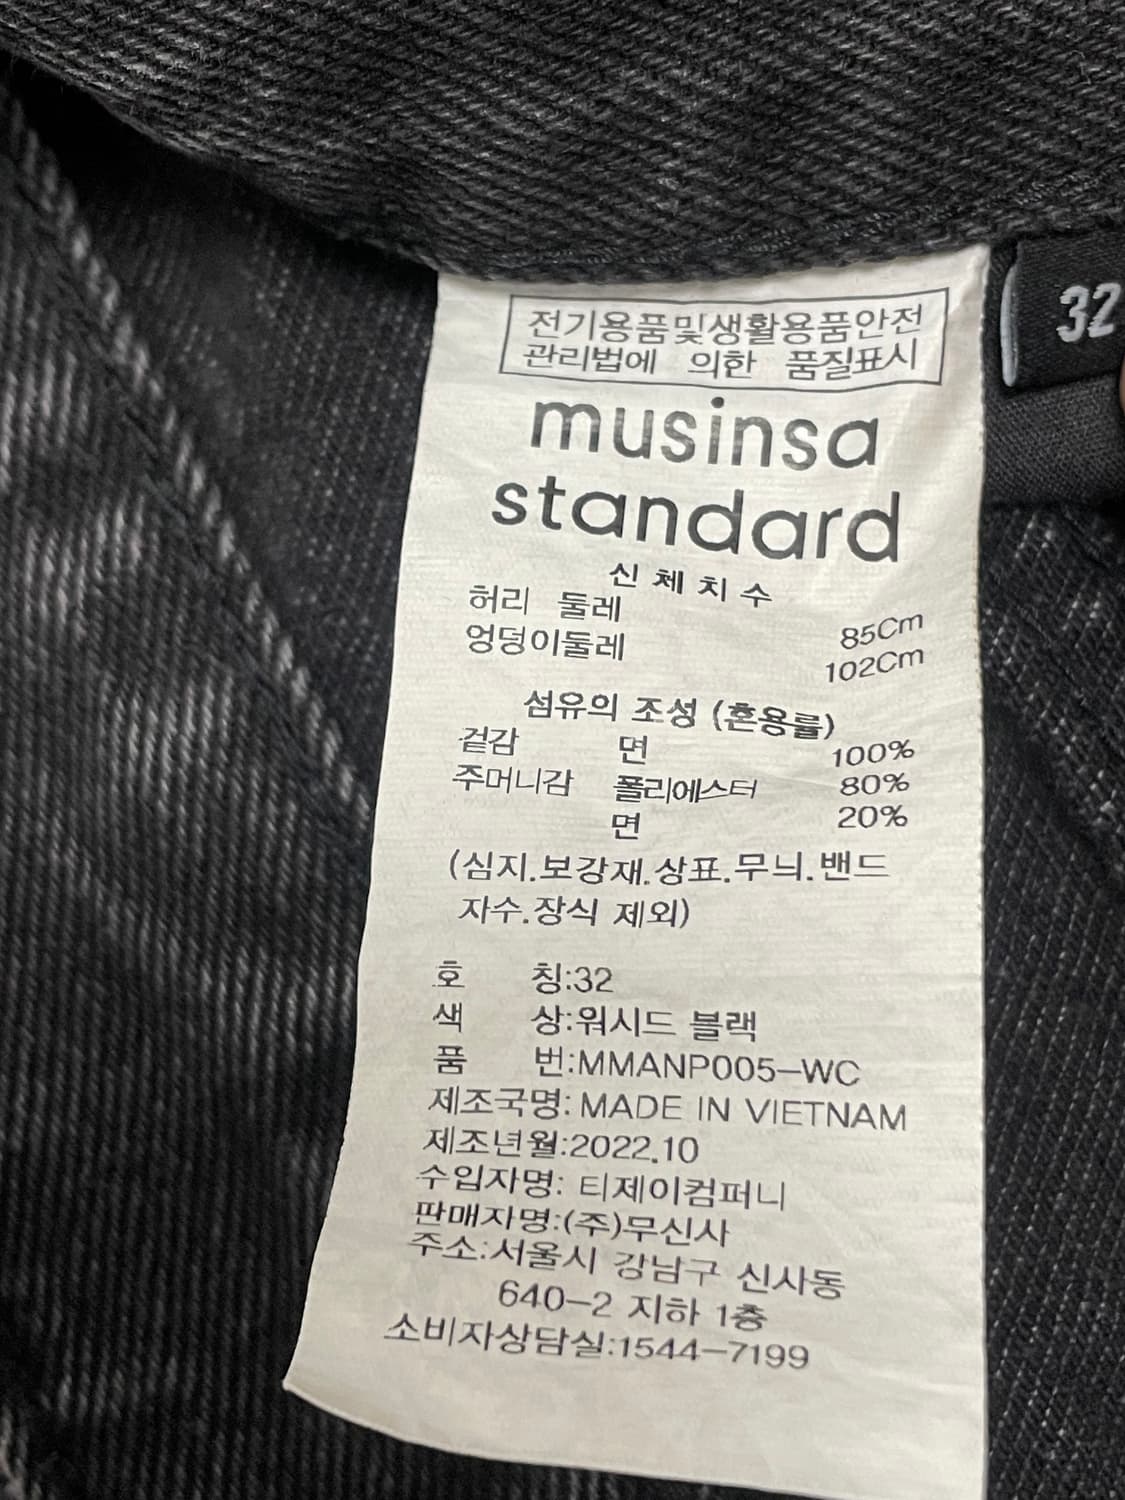 전기용품및생활용품안전
관리법에 의한 품질표시
32
musinsa
standard
신체치수
허리 둘레 85Cm
엉덩이둘레 102Cm
섬유의 조성 (혼용률)
겉감 면 100%
주머니감 폴리에스터 80%
면 20%
(심지.보강재.상표.무늬.밴드
자수.장식 제외)
호 칭:32
색 상:워시드 블랙
품 번:MMANP005-WC
제조국명: MADE IN VIETNAM
제조년월:2022.10
수입자명: 티제이컴퍼니
판매자명:(주)무신사
주소:서울시 강남구 신사동
640-2 지하 1층
소비자상담실:1544-7199